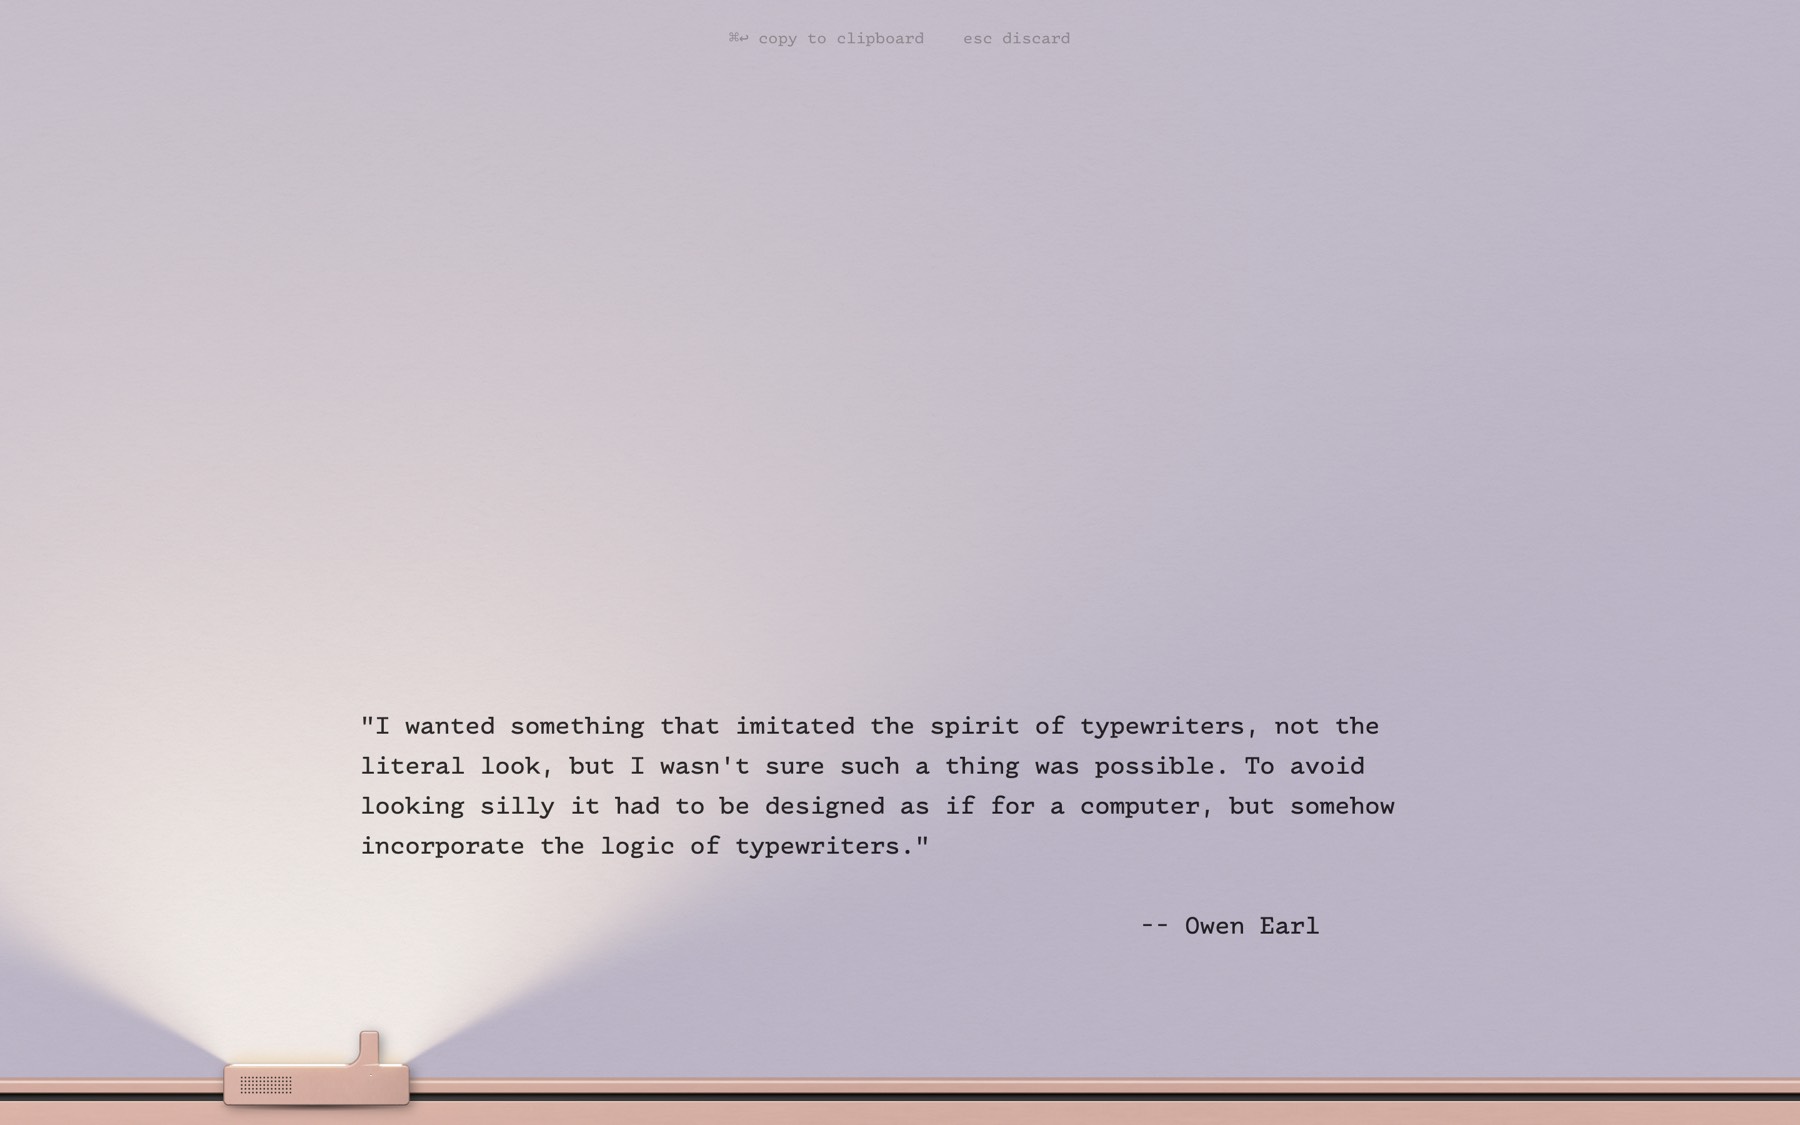 ⌘↩ copy to clipboard esc discard
"I wanted something that imitated the spirit of typewriters, not the
literal look, but I wasn't sure such a thing was possible. To avoid
looking silly it had to be designed as if for a computer, but somehow
incorporate the logic of typewriters."
-- Owen Earl